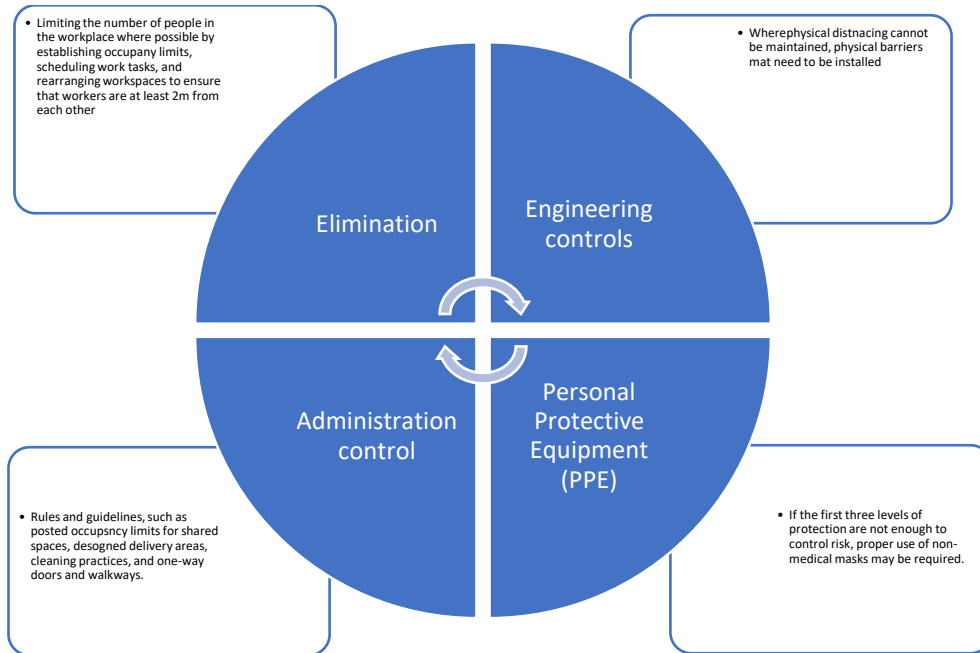 • Limiting the number of people in
the workplace where possible by
establishing occupany limits,
scheduling work tasks, and
rearranging workspaces to ensure
that workers are at least 2m from
each other
• Wherephysical distnacing cannot
be maintained, physical barriers
mat need to be installed
Elimination
Engineering
controls
Administration
control
Personal
Protective
Equipment
(PPE)
• Rules and guidelines, such as
posted occupsncy limits for shared
spaces, desogned delivery areas,
cleaning practices, and one-way
doors and walkways.
• If the first three levels of
protection are not enough to
control risk, proper use of non-
medical masks may be required.